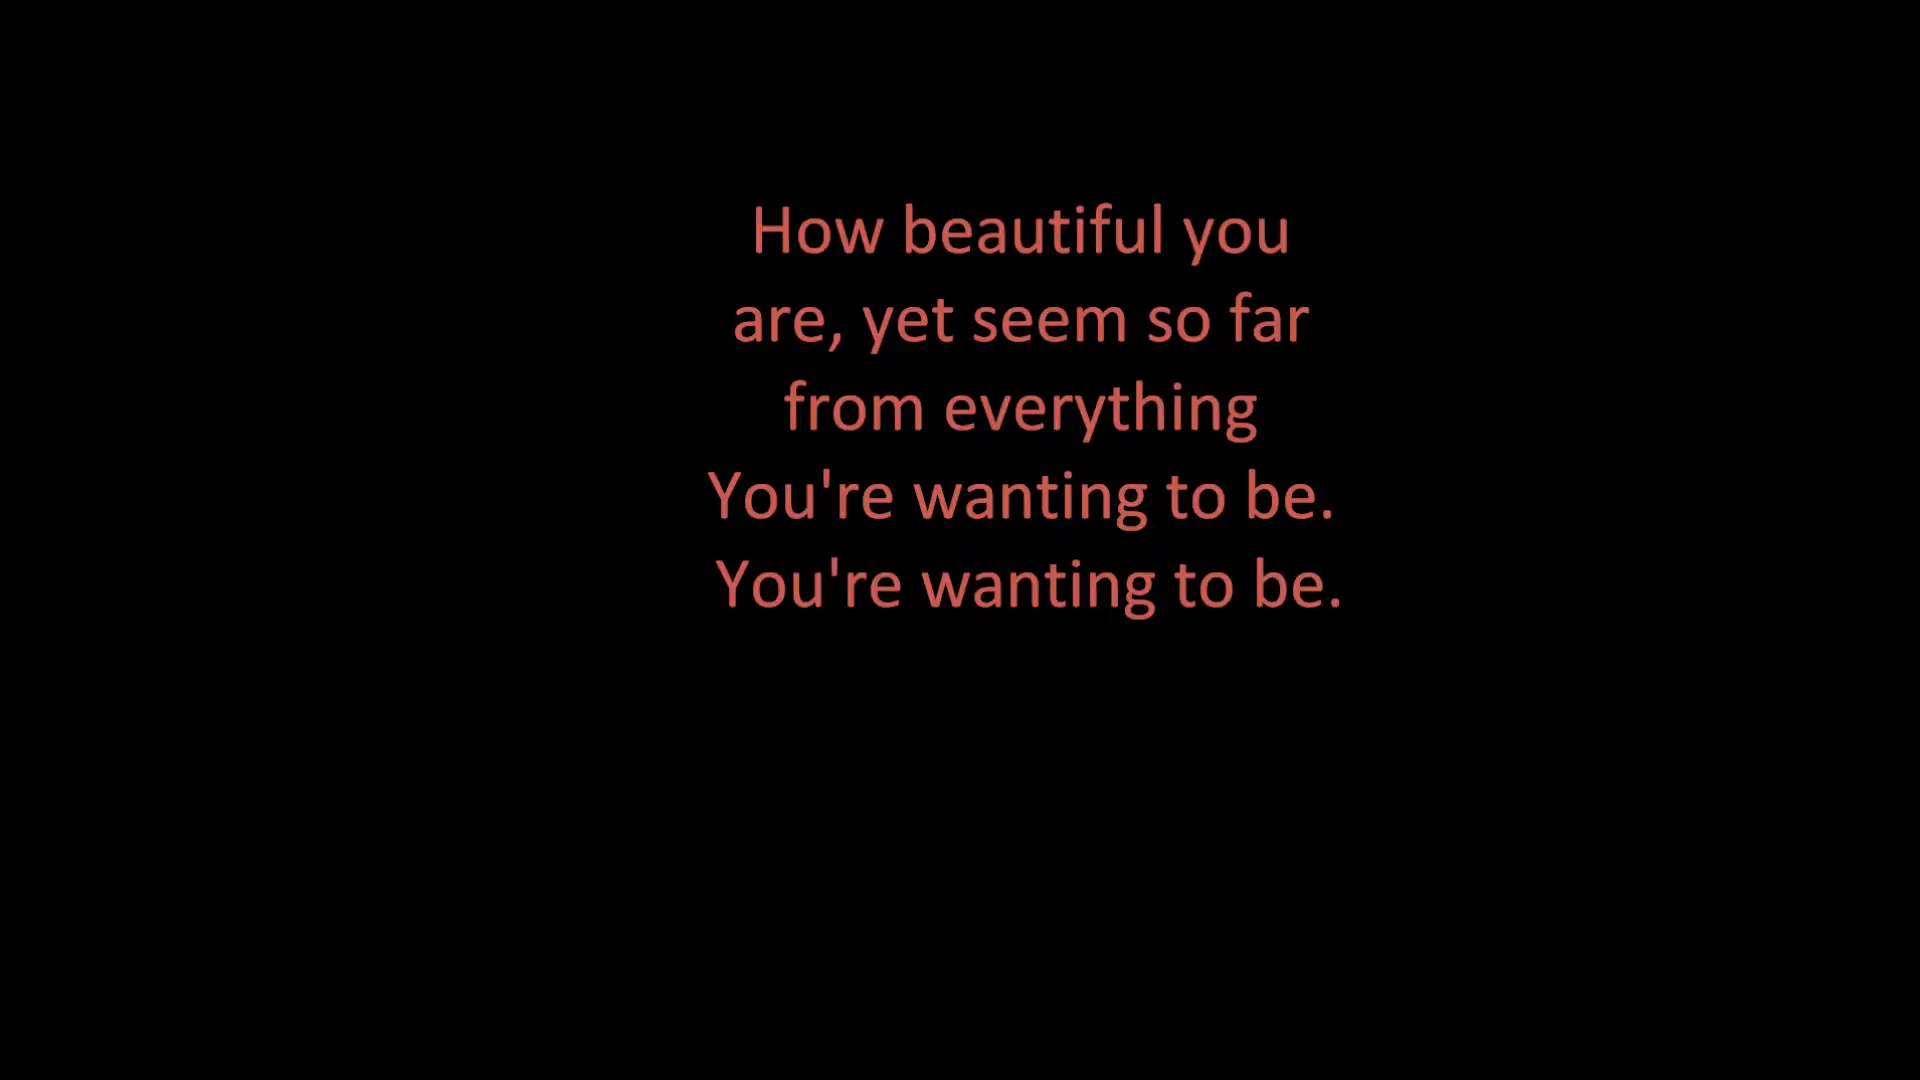 How beautiful you
are, yet seem so far
from everything
You're wanting to be.
You're wanting to be.